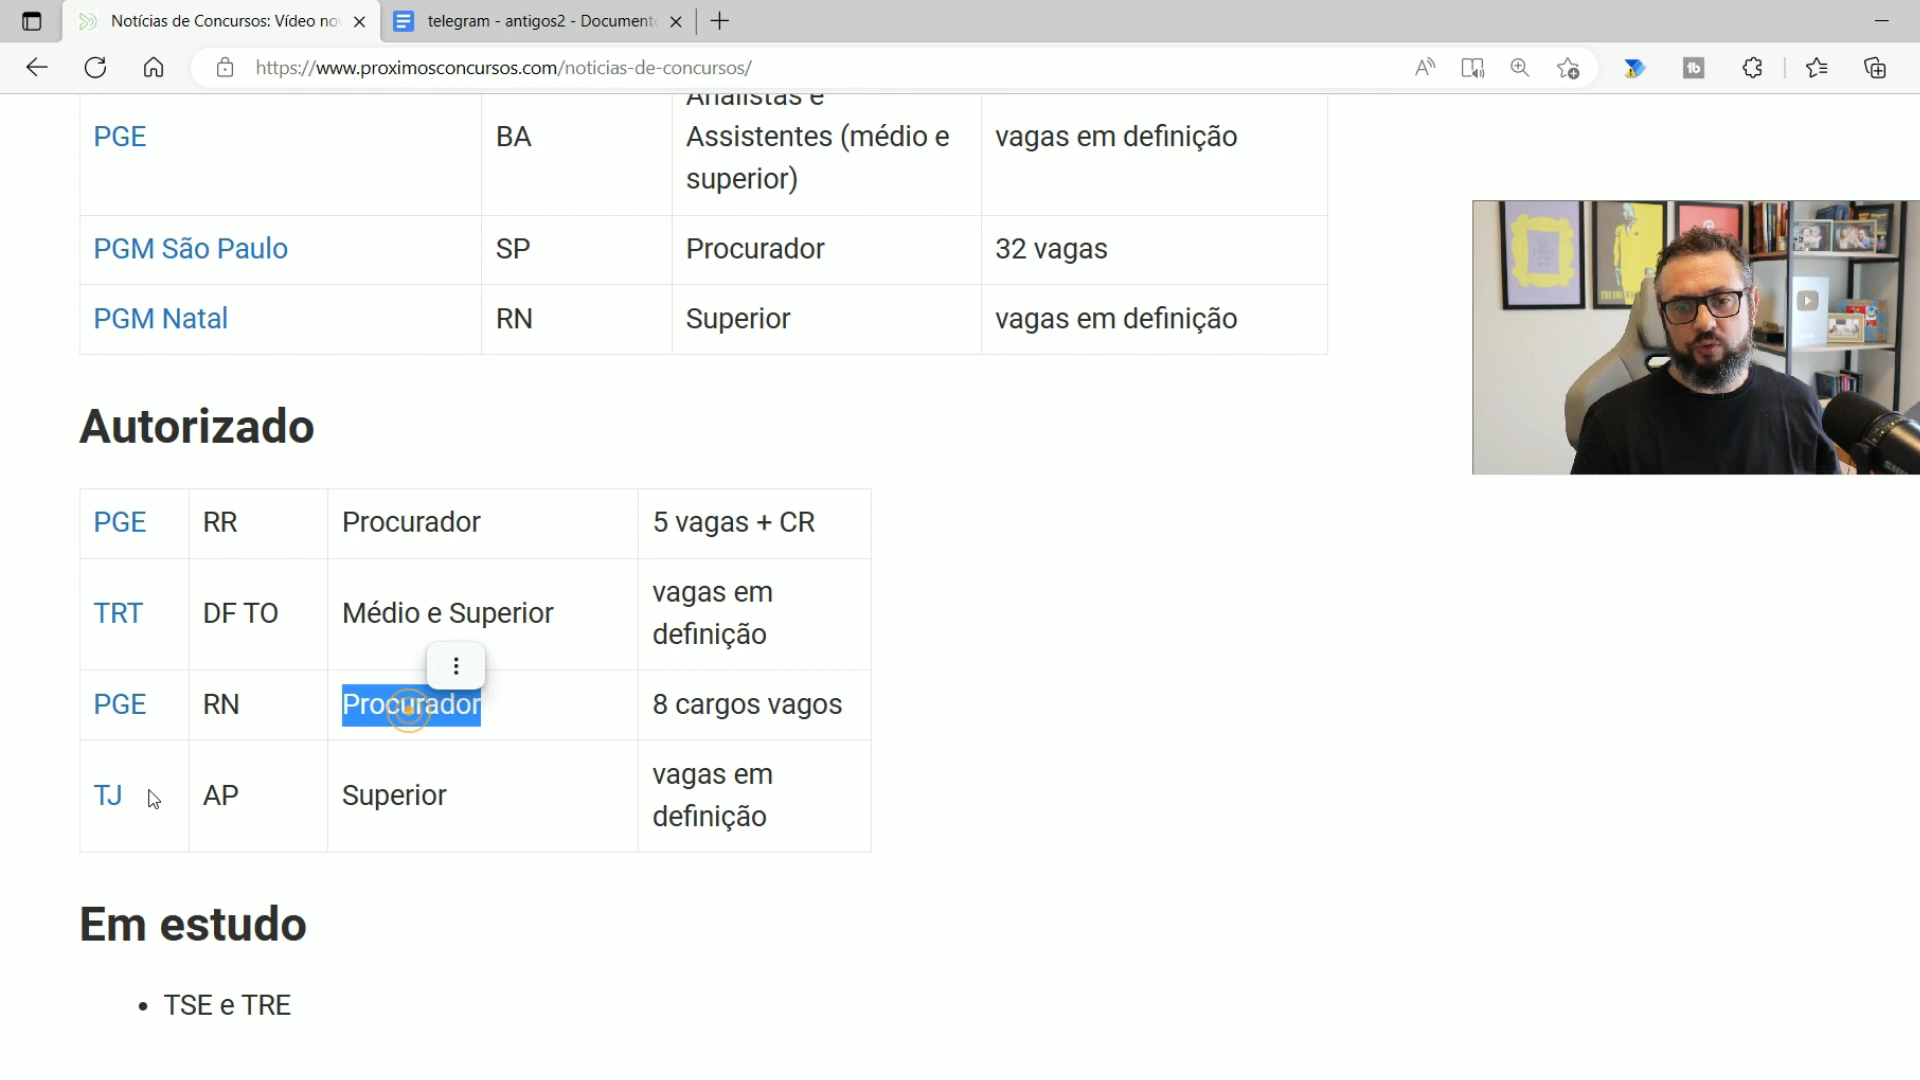 Notícias de Concursos: Vídeo no
telegram - antigos2 - Document
https://www.proximosconcursos.com/noticias-de-concursos/
Analistas e
PGE BA Assistentes (médio e vagas em definição
superior)
PGM São Paulo SP Procurador 32 vagas
PGM Natal RN Superior vagas em definição
Autorizado
PGE RR Procurador 5 vagas + CR
TRT DF TO Médio e Superior vagas em
definição
PGE RN Procurador 8 cargos vagos
TJ AP Superior vagas em
definição
Em estudo
• TSE e TRE